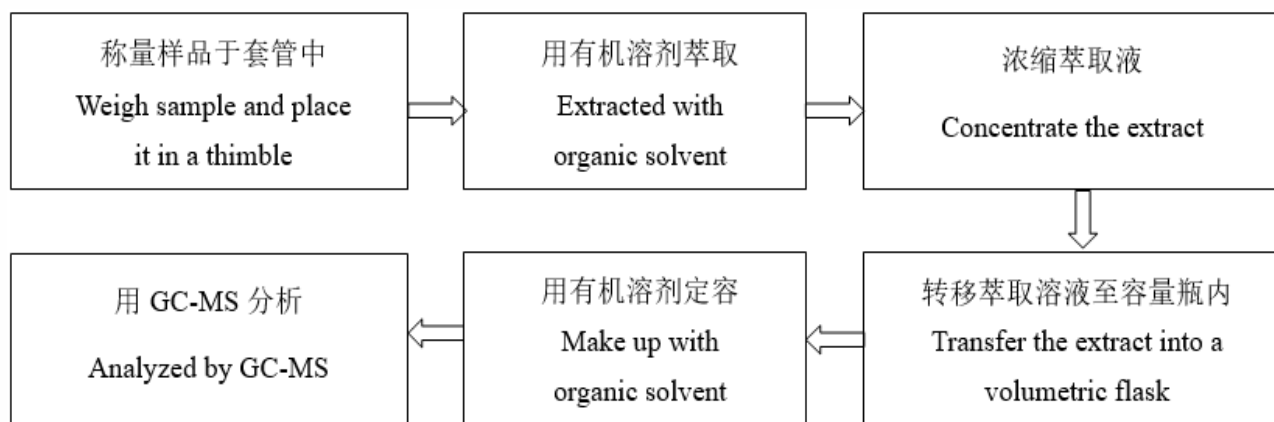 称量样品于套管中
Weigh sample and place
it in a thimble
用有机溶剂萃取
Extracted with
organic solvent
浓缩萃取液
Concentrate the extract
转移萃取溶液至容量瓶内
Transfer the extract into a
volumetric flask
用有机溶剂定容
Make up with
organic solvent
用 GC-MS 分析
Analyzed by GC-MS